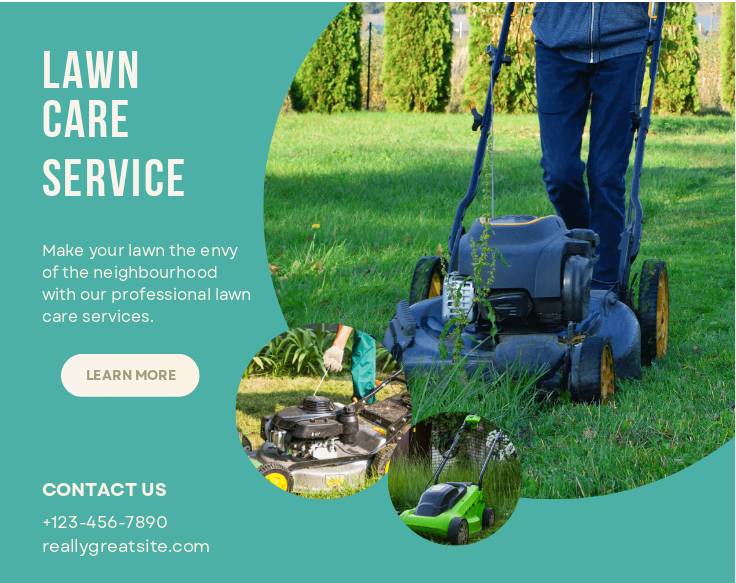 LAWN
CARE
SERVICE
Make your lawn the envy
of the neighbourhood
with our professional lawn
care services.
LEARN MORE
CONTACT US
+123-456-7890
reallygreatsite.com